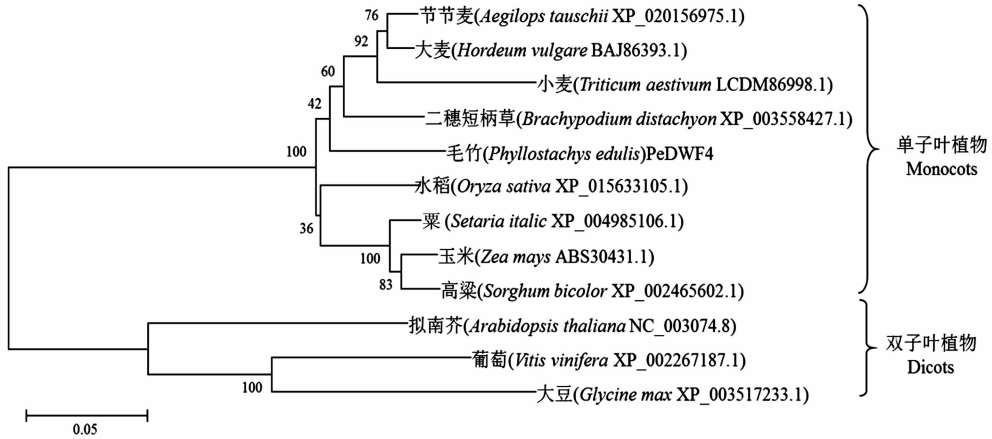 76
节节麦(Aegilops tauschii XP_020156975.1)
92
大麦(Hordeum vulgare BAJ86393.1)
60
小麦(Triticum aestivum LCDM86998.1)
42
二穗短柄草(Brachypodium distachyon XP_003558427.1)
100
毛竹(Phyllostachys edulis)PeDWF4
单子叶植物
Monocots
水稻(Oryza sativa XP_015633105.1)
36
粟 (Setaria italic XP_004985106.1)
100
玉米(Zea mays ABS30431.1)
83
高粱(Sorghum bicolor XP_002465602.1)
拟南芥(Arabidopsis thaliana NC_003074.8)
双子叶植物
Dicots
葡萄(Vitis vinifera XP_002267187.1)
100
大豆(Glycine max XP_003517233.1)
0.05